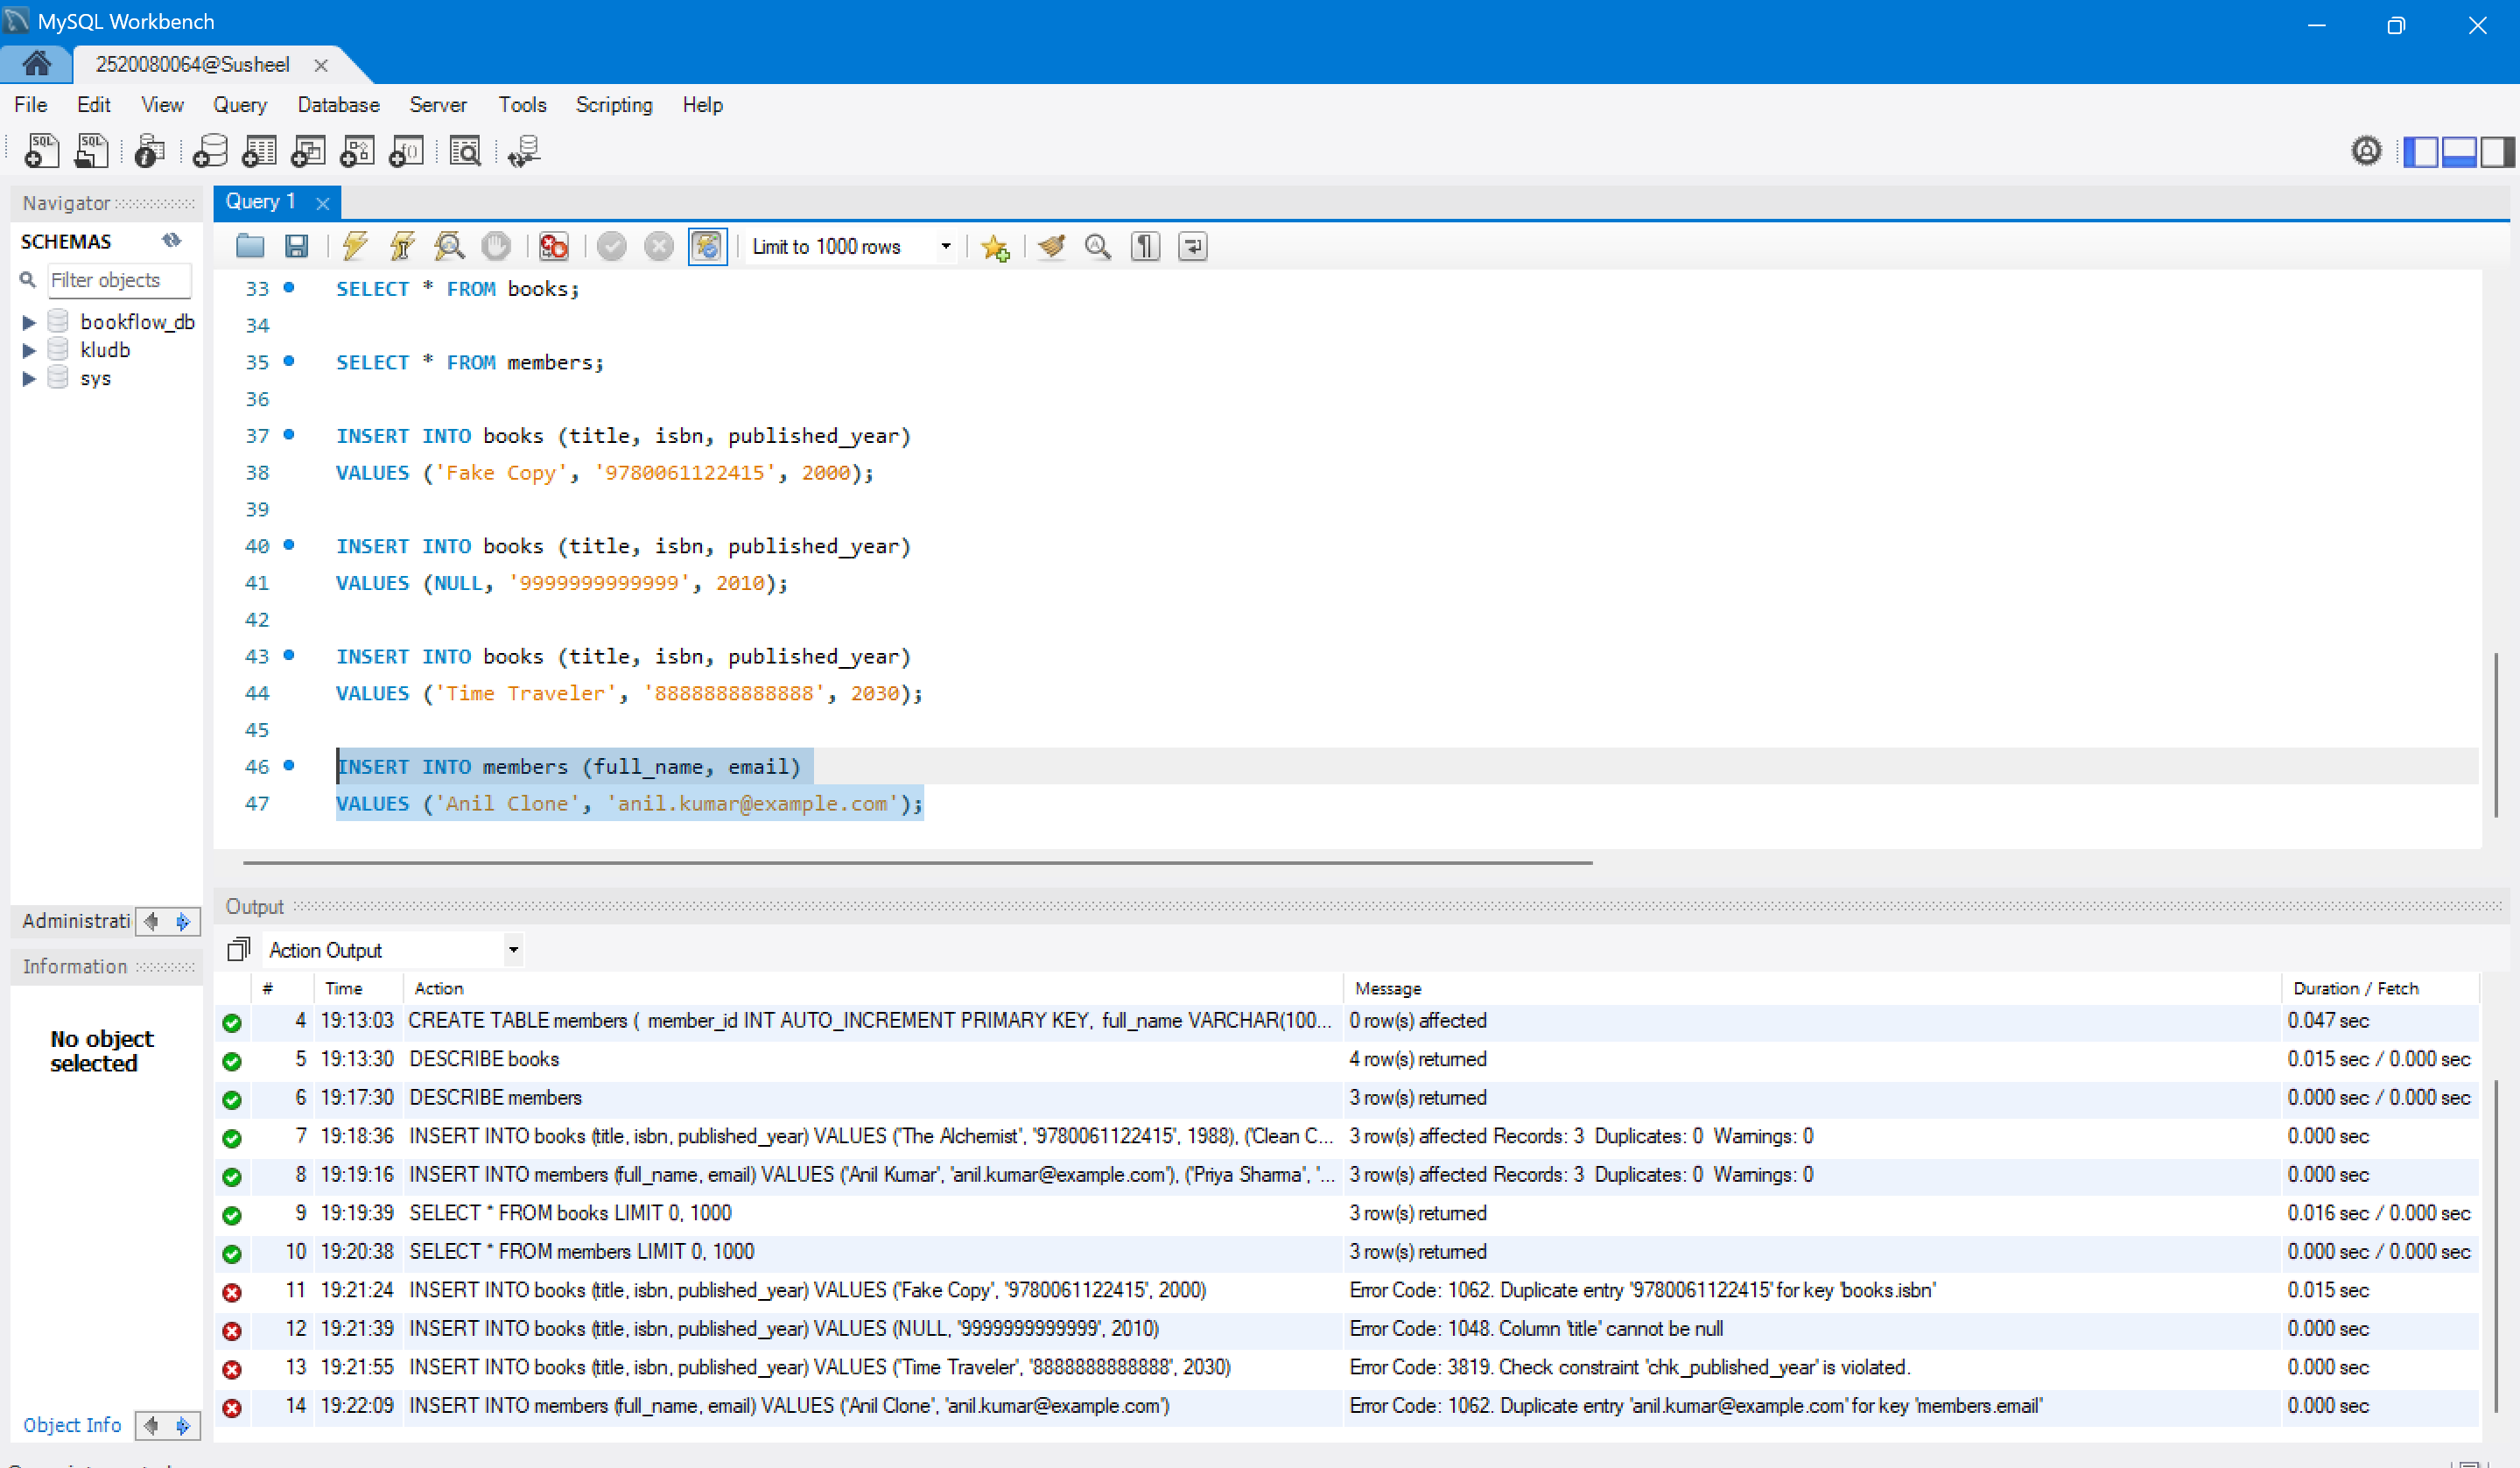 MySQL Workbench
2520080064@Susheel
File Edit View Query Database Server Tools Scripting Help
Navigator
Query 1
SCHEMAS
Limit to 1000 rows
Filter objects
bookflow_db
kludb
sys
33 SELECT * FROM books;
34
35 SELECT * FROM members;
36
37 INSERT INTO books (title, isbn, published_year)
38 VALUES ('Fake Copy', '9780061122415', 2000);
39
40 INSERT INTO books (title, isbn, published_year)
41 VALUES (NULL, '9999999999999', 2010);
42
43 INSERT INTO books (title, isbn, published_year)
44 VALUES ('Time Traveler', '8888888888888', 2030);
45
46 INSERT INTO members (full_name, email)
47 VALUES ('Anil Clone', 'anil.kumar@example.com');
Administrati
Information
No object
selected
Object Info
Output
Action Output
# Time Action Message Duration / Fetch
4 19:13:03 CREATE TABLE members ( member_id INT AUTO_INCREMENT PRIMARY KEY, full_name VARCHAR(100... 0 row(s) affected 0.047 sec
5 19:13:30 DESCRIBE books 4 row(s) returned 0.015 sec / 0.000 sec
6 19:17:30 DESCRIBE members 3 row(s) returned 0.000 sec / 0.000 sec
7 19:18:36 INSERT INTO books (title, isbn, published_year) VALUES ('The Alchemist', '9780061122415', 1988), ('Clean C... 3 row(s) affected Records: 3 Duplicates: 0 Warnings: 0 0.000 sec
8 19:19:16 INSERT INTO members (full_name, email) VALUES ('Anil Kumar', 'anil.kumar@example.com'), ('Priya Sharma', '... 3 row(s) affected Records: 3 Duplicates: 0 Warnings: 0 0.000 sec
9 19:19:39 SELECT * FROM books LIMIT 0, 1000 3 row(s) returned 0.016 sec / 0.000 sec
10 19:20:38 SELECT * FROM members LIMIT 0, 1000 3 row(s) returned 0.000 sec / 0.000 sec
11 19:21:24 INSERT INTO books (title, isbn, published_year) VALUES ('Fake Copy', '9780061122415', 2000) Error Code: 1062. Duplicate entry '9780061122415' for key 'books.isbn' 0.015 sec
12 19:21:39 INSERT INTO books (title, isbn, published_year) VALUES (NULL, '9999999999999', 2010) Error Code: 1048. Column 'title' cannot be null 0.000 sec
13 19:21:55 INSERT INTO books (title, isbn, published_year) VALUES ('Time Traveler', '8888888888888', 2030) Error Code: 3819. Check constraint 'chk_published_year' is violated. 0.000 sec
14 19:22:09 INSERT INTO members (full_name, email) VALUES ('Anil Clone', 'anil.kumar@example.com') Error Code: 1062. Duplicate entry 'anil.kumar@example.com' for key 'members.email' 0.000 sec